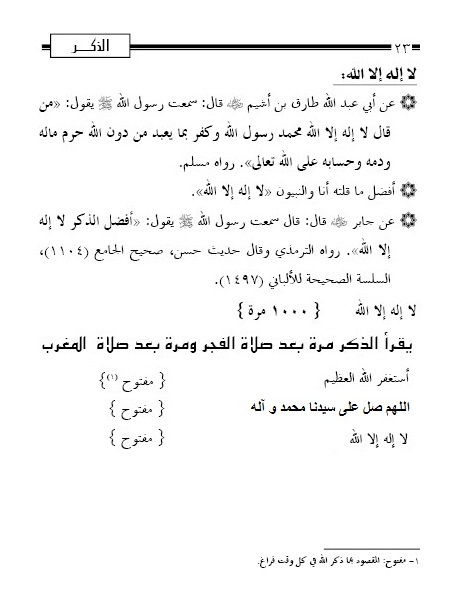 ٢٣ الذكر
لا إله إلا الله:
عن أبي عبد الله طارق بن أشيم ﷺ قال: سمعت رسول الله ﷺ يقول: «من
قال لا إله إلا الله محمد رسول الله وكفر بما يعبد من دون الله حرم ماله
ودمه وحسابه على الله تعالى». رواه مسلم.
أفضل ما قلته أنا والنبيون «لا إله إلا الله».
عن جابر ﷺ قال: قال سمعت رسول الله ﷺ يقول: «أفضل الذكر لا إله
إلا الله». رواه الترمذي وقال حديث حسن، صحيح الجامع (١١٠٤)،
السلسة الصحيحة للألباني (١٤٩٧).
لا إله إلا الله { ١٠٠٠ مرة }
يقرأ الذكر مرة بعد صلاة الفجر ومرة بعد صلاة المغرب
أستغفر الله العظيم { مفتوح (١) }
اللهم صل على سيدنا محمد و آله { مفتوح }
لا إله إلا الله { مفتوح }
١- مفتوح: المقصود بها ذكر الله في كل وقت فراغ.